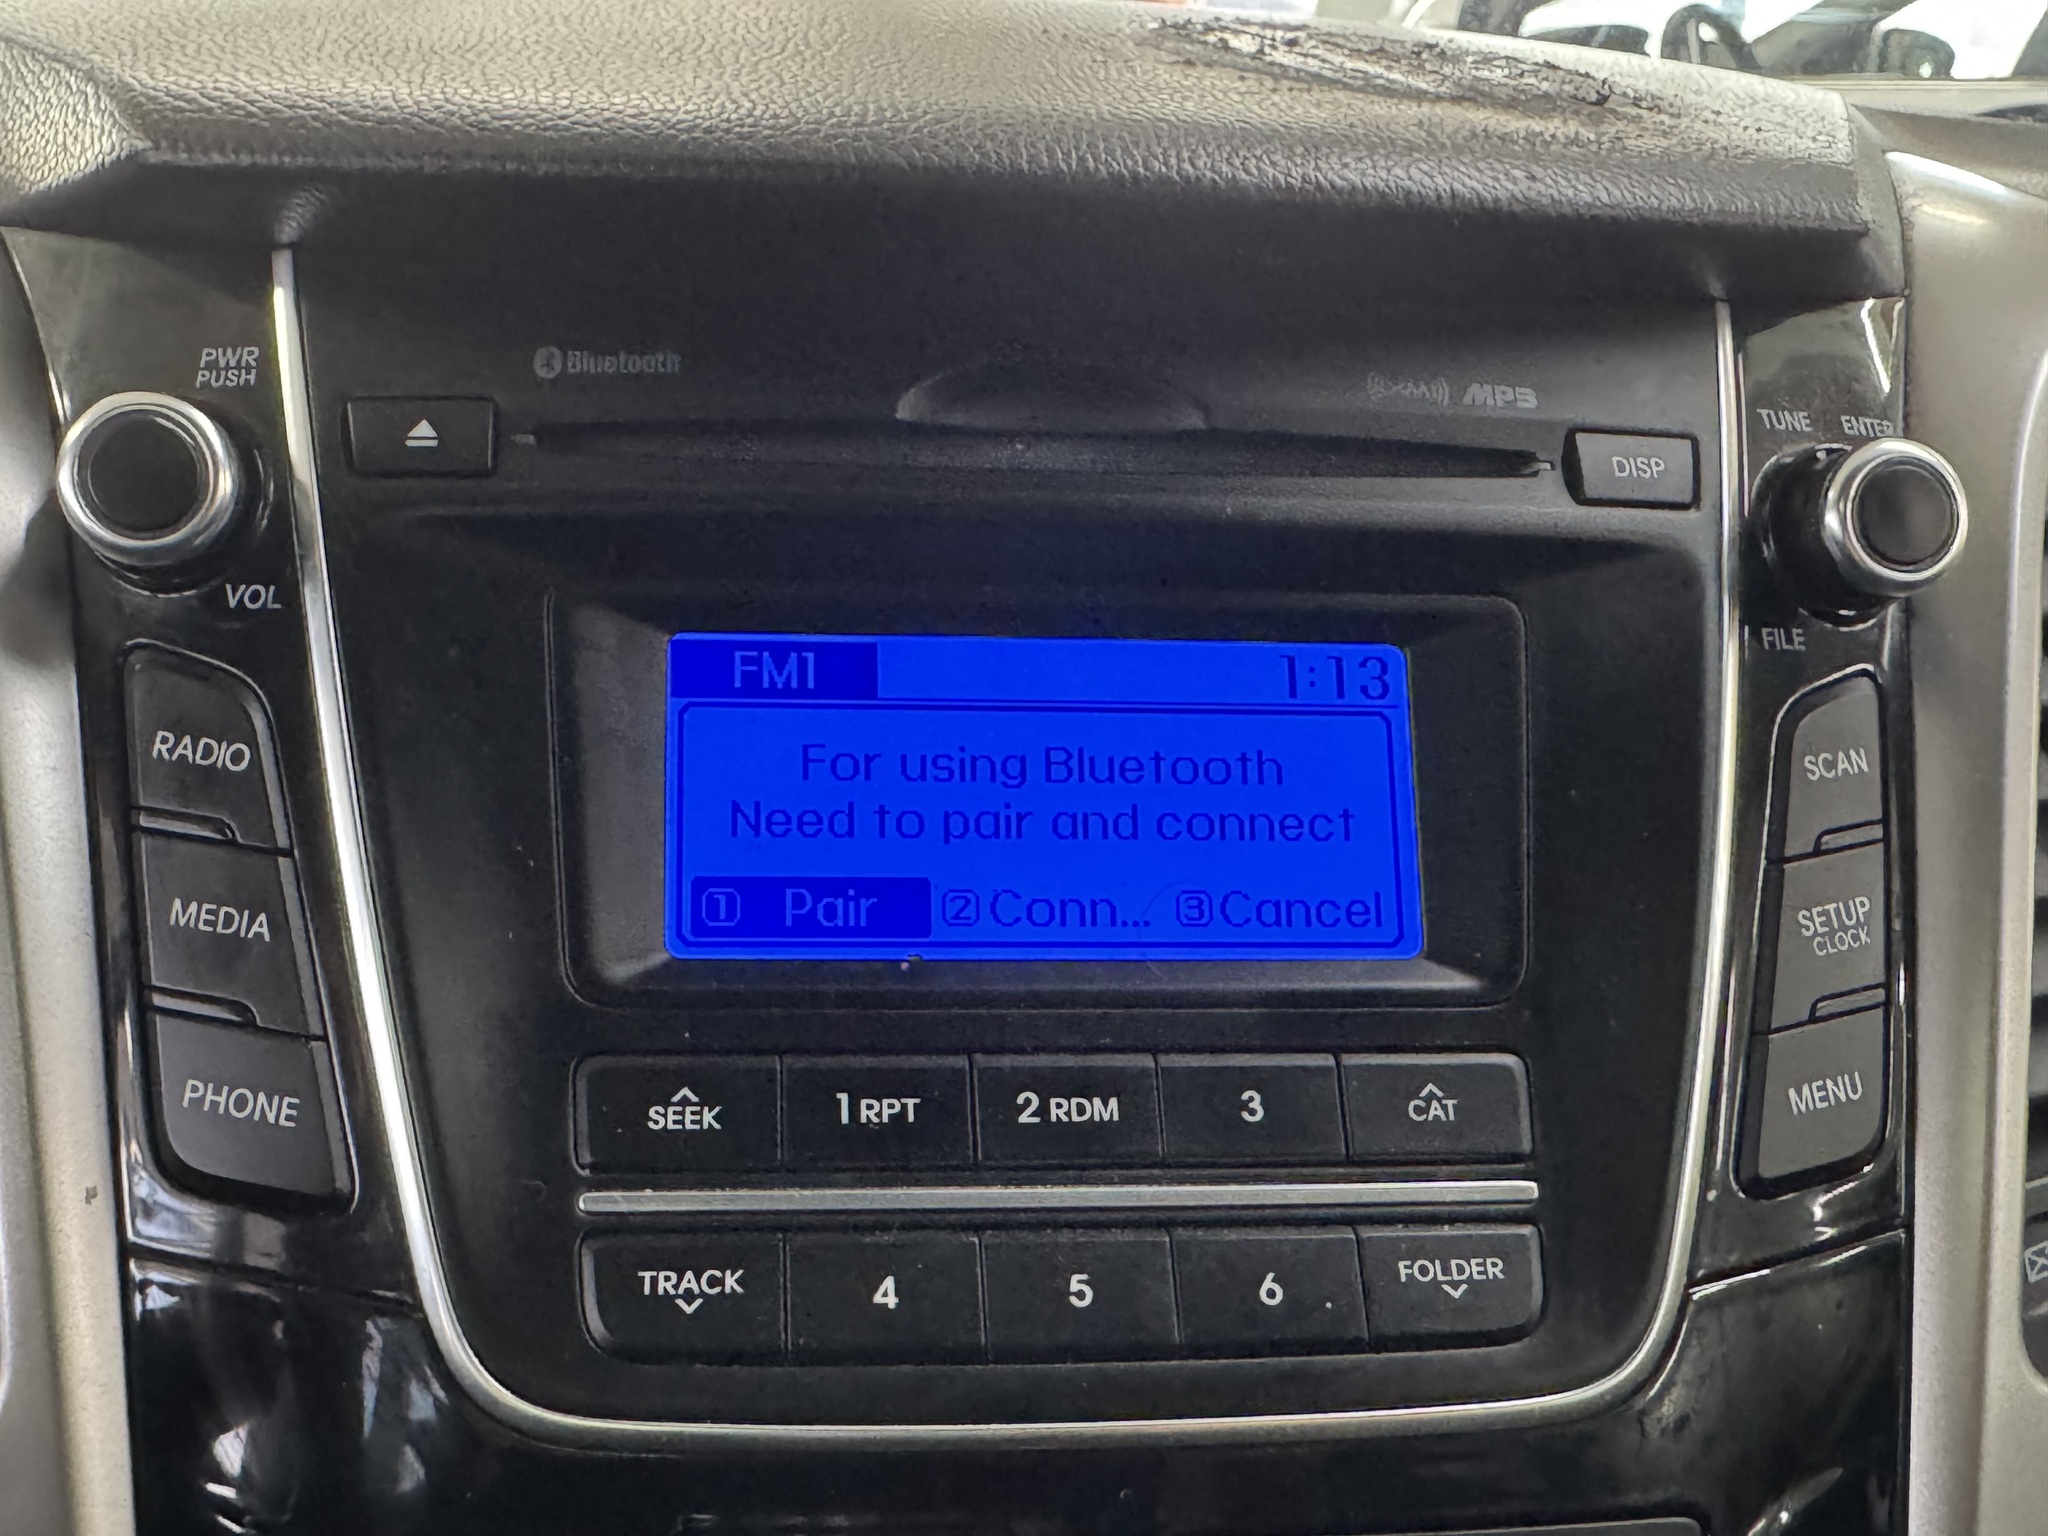 PWR
PUSH
Bluetooth
MP3
DISP
TUNE ENTER
VOL
FILE
FM1 1:13
For using Bluetooth
Need to pair and connect
1 Pair 2 Conn... 3 Cancel
RADIO
MEDIA
PHONE
SCAN
SETUP
CLOCK
MENU
SEEK
1 RPT
2 RDM
3
CAT
TRACK
4
5
6
FOLDER